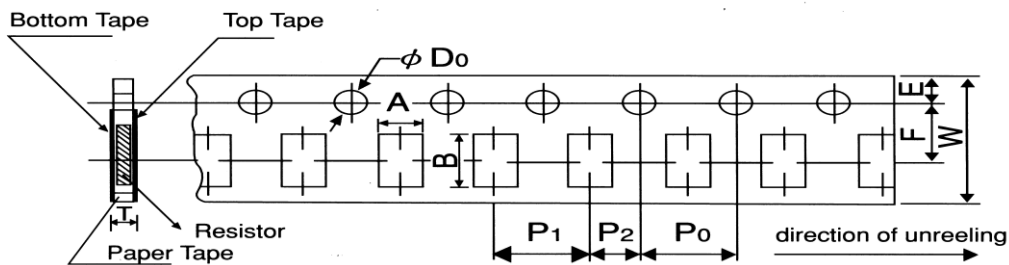 Bottom Tape
Top Tape
ϕ D₀
A
B
E
F
W
T
Resistor
Paper Tape
P₁
P₂
P₀
direction of unreeling